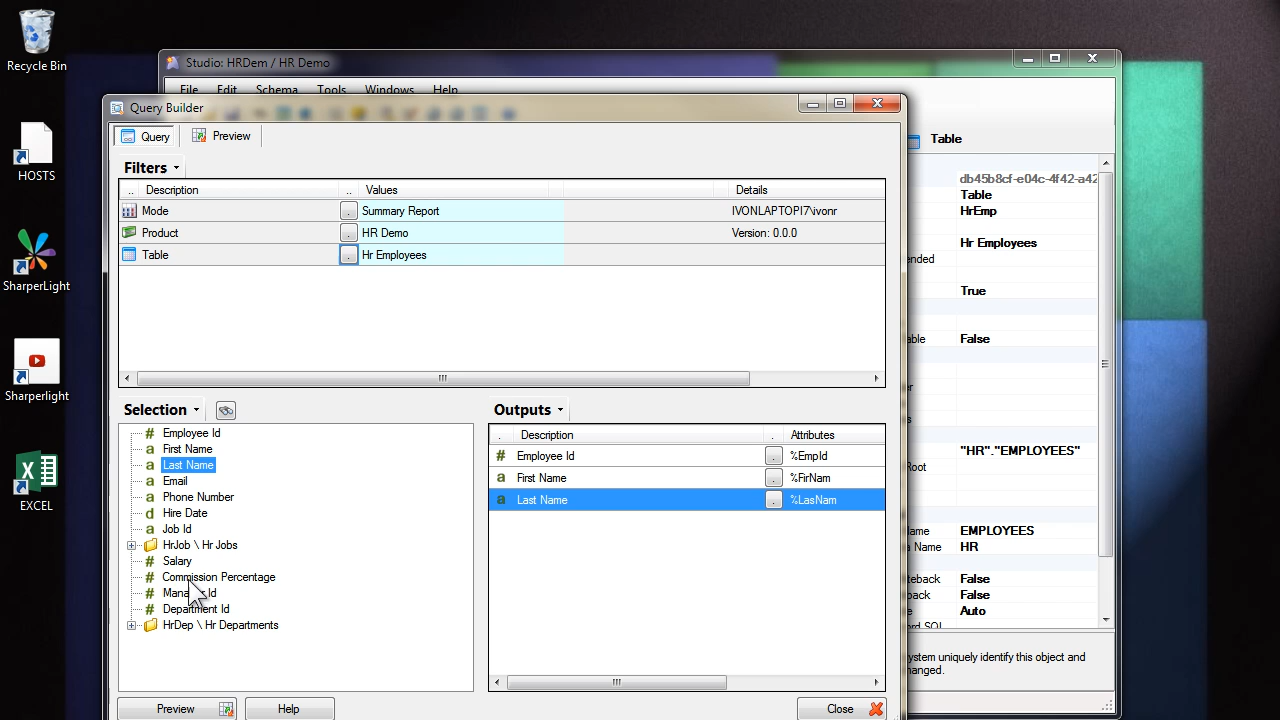 Recycle Bin
HOSTS
SharperLight
Sharperlight
EXCEL
Studio: HRDem / HR Demo
File Edit Schema Tools Windows Help
Query Builder
Query Preview
Filters
.. Description .. Values Details
Mode . Summary Report IVONLAPTOPI7\ivonr
Product . HR Demo Version: 0.0.0
Table . Hr Employees
Selection
# Employee Id
a First Name
a Last Name
a Email
a Phone Number
d Hire Date
a Job Id
HrJob \ Hr Jobs
# Salary
# Commission Percentage
# Id
# Department Id
HrDep \ Hr Departments
Outputs
. Description . Attributes
# Employee Id . %EmpId
a First Name . %FirNam
a Last Name . %LasNam
Preview Help Close
Table
db45b8cf-e04c-4f42-a42
Table
HrEmp
Hr Employees
ended
True
able False
er
s
"HR"."EMPLOYEES"
Root
ame EMPLOYEES
a Name HR
teback False
back False
e Auto
ord SQL
ystem uniquely identify this object and
hanged.